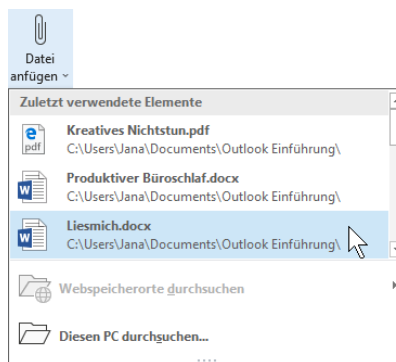 Datei
anfügen
Zuletzt verwendete Elemente
Kreatives Nichtstun.pdf
C:\Users\Jana\Documents\Outlook Einführung\
Produktiver Büroschlaf.docx
C:\Users\Jana\Documents\Outlook Einführung\
Liesmich.docx
C:\Users\Jana\Documents\Outlook Einführung\
Webspeicherorte durchsuchen
Diesen PC durchsuchen...